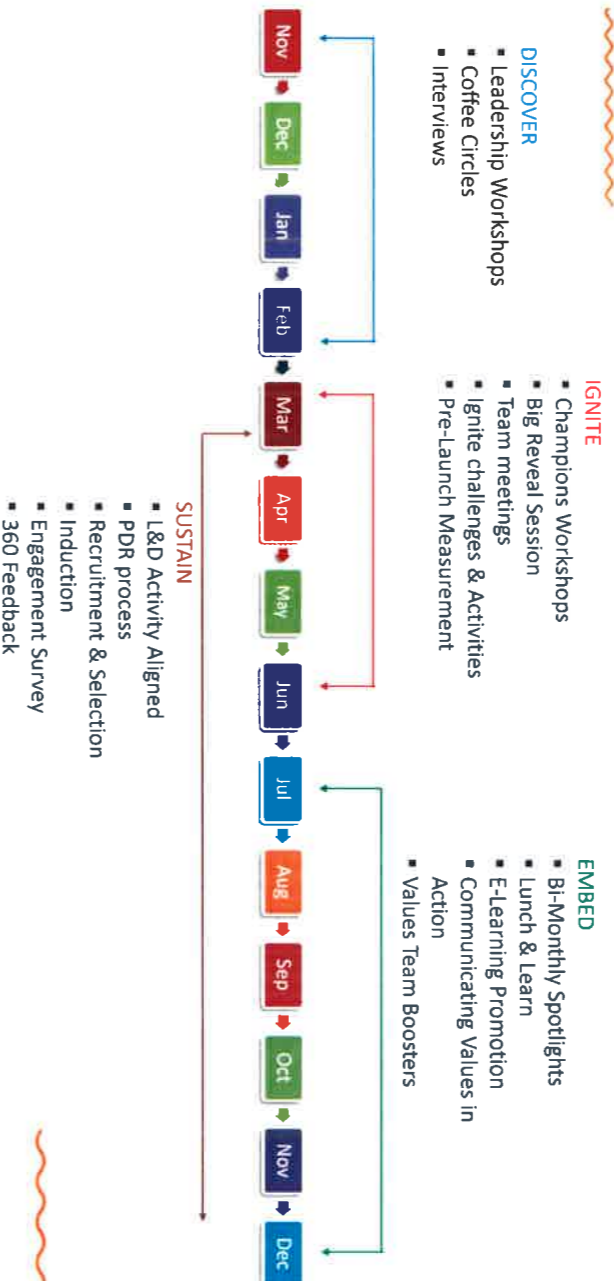 DISCOVER
▪ Leadership Workshops
▪ Coffee Circles
▪ Interviews
IGNITE
▪ Champions Workshops
▪ Big Reveal Session
▪ Team meetings
▪ Ignite challenges & Activities
▪ Pre-Launch Measurement
EMBED
▪ Bi-Monthly Spotlights
▪ Lunch & Learn
▪ E-Learning Promotion
▪ Communicating Values in
Action
▪ Values Team Boosters
Nov
Dec
Jan
Feb
Mar
Apr
May
Jun
Jul
Aug
Sep
Oct
Nov
Dec
SUSTAIN
▪ L&D Activity Aligned
▪ PDR process
▪ Recruitment & Selection
▪ Induction
▪ Engagement Survey
▪ 360 Feedback